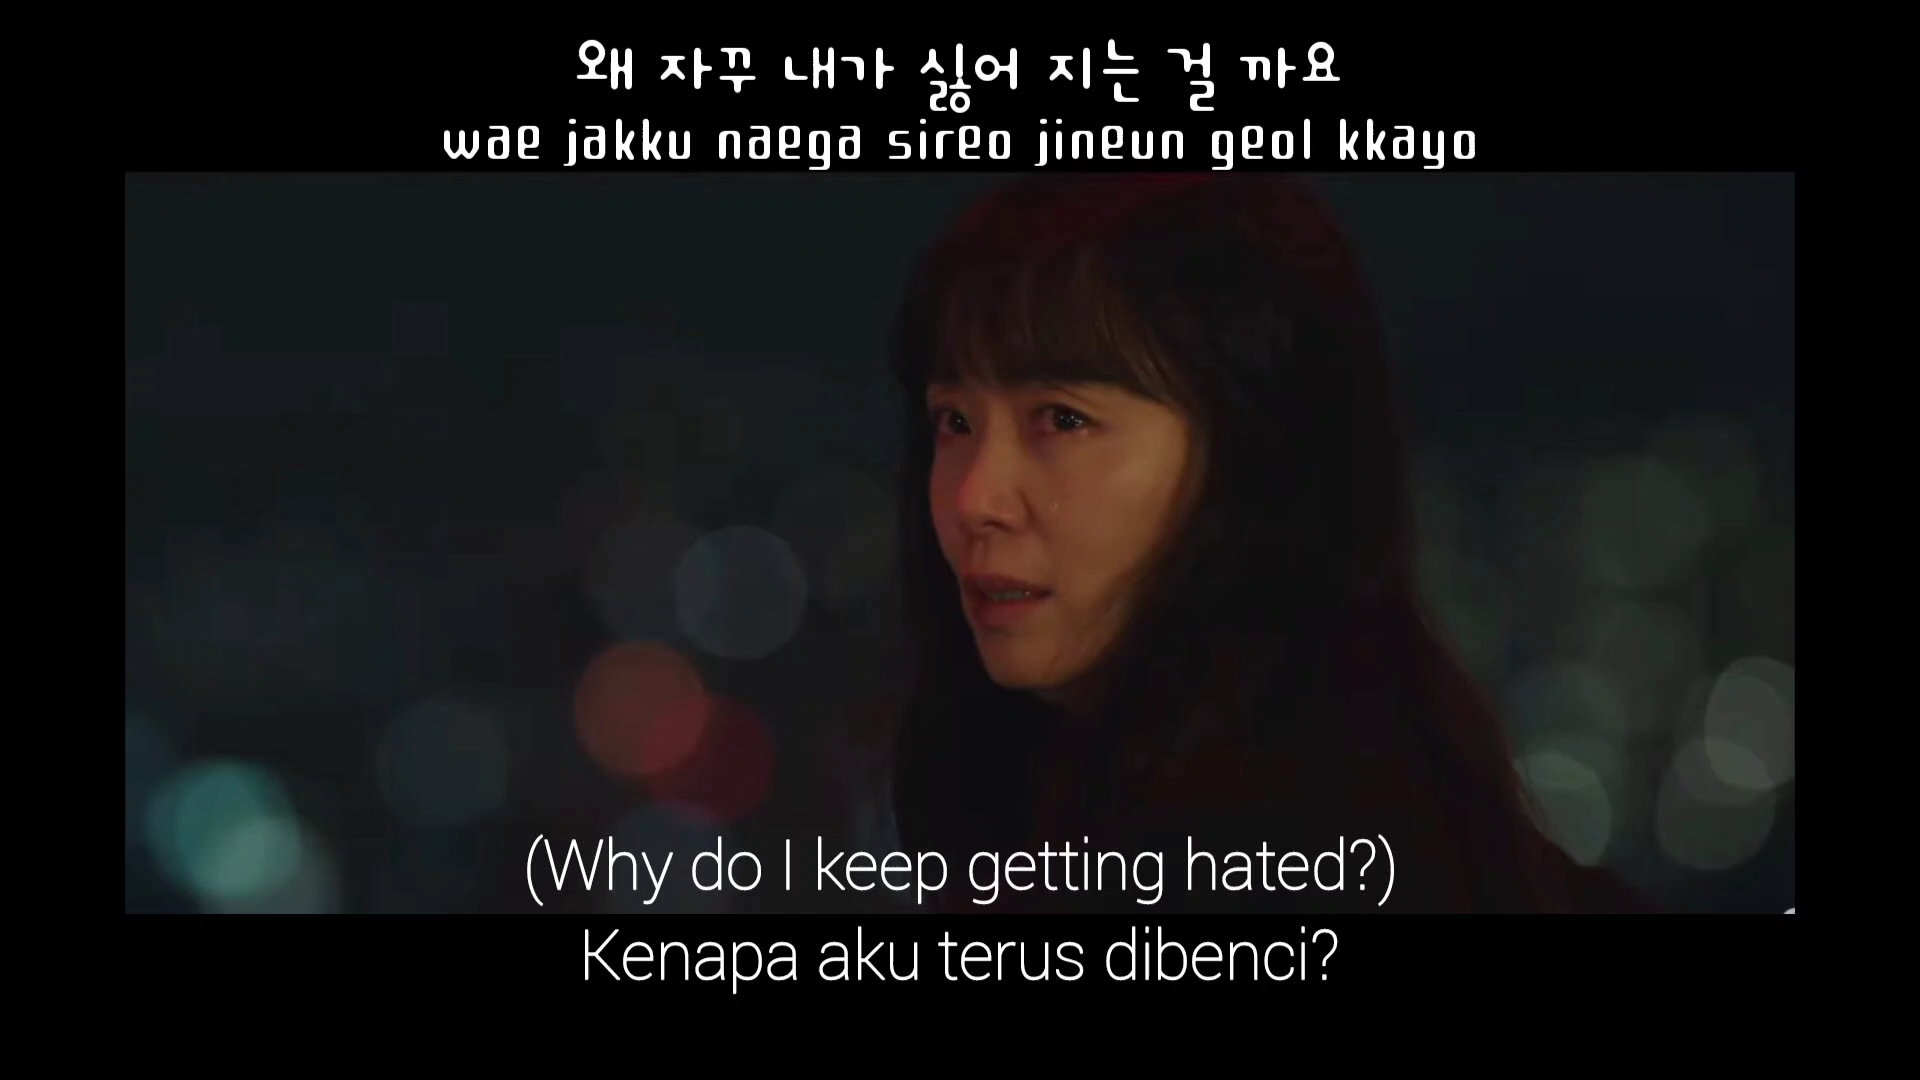 왜 자꾸 내가 싫어 지는 걸 까요
wae jakku naega sireo jineun geol kkayo
(Why do I keep getting hated?)
Kenapa aku terus dibenci?